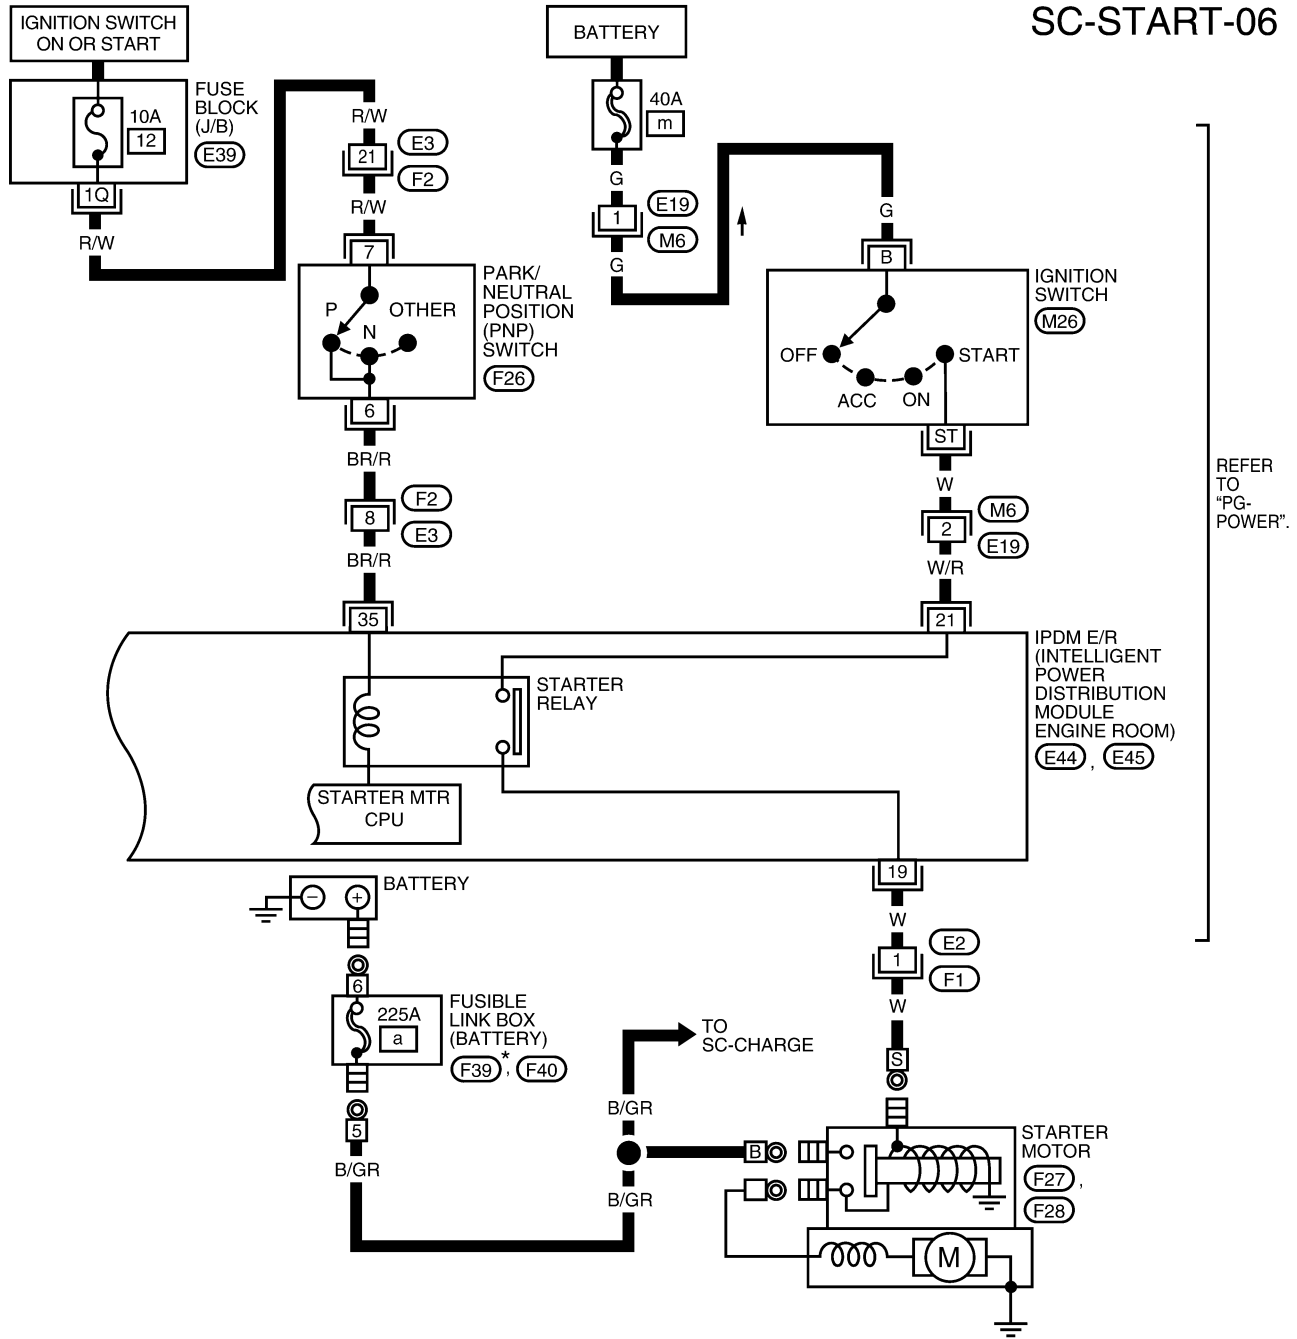 SC-START-06
IGNITION SWITCH
ON OR START
BATTERY
FUSE
BLOCK
(J/B)
E39
10A
12
1Q
R/W
R/W
21
E3
F2
R/W
7
40A
m
G
1
E19
M6
G
G
B
PARK/
NEUTRAL
POSITION
(PNP)
SWITCH
F26
P
N
OTHER
6
BR/R
8
F2
E3
BR/R
35
IGNITION
SWITCH
M26
OFF
ACC
ON
START
ST
W
2
M6
E19
W/R
21
REFER
TO
“PG-
POWER”.
IPDM E/R
(INTELLIGENT
POWER
DISTRIBUTION
MODULE
ENGINE ROOM)
E44 , E45
STARTER
RELAY
STARTER MTR
CPU
19
W
1
E2
F1
W
S
BATTERY
− +
6
225A
a
FUSIBLE
LINK BOX
(BATTERY)
F39 * , F40
5
B/GR
TO
SC-CHARGE
B/GR
B/GR
B
STARTER
MOTOR
F27 ,
F28
M